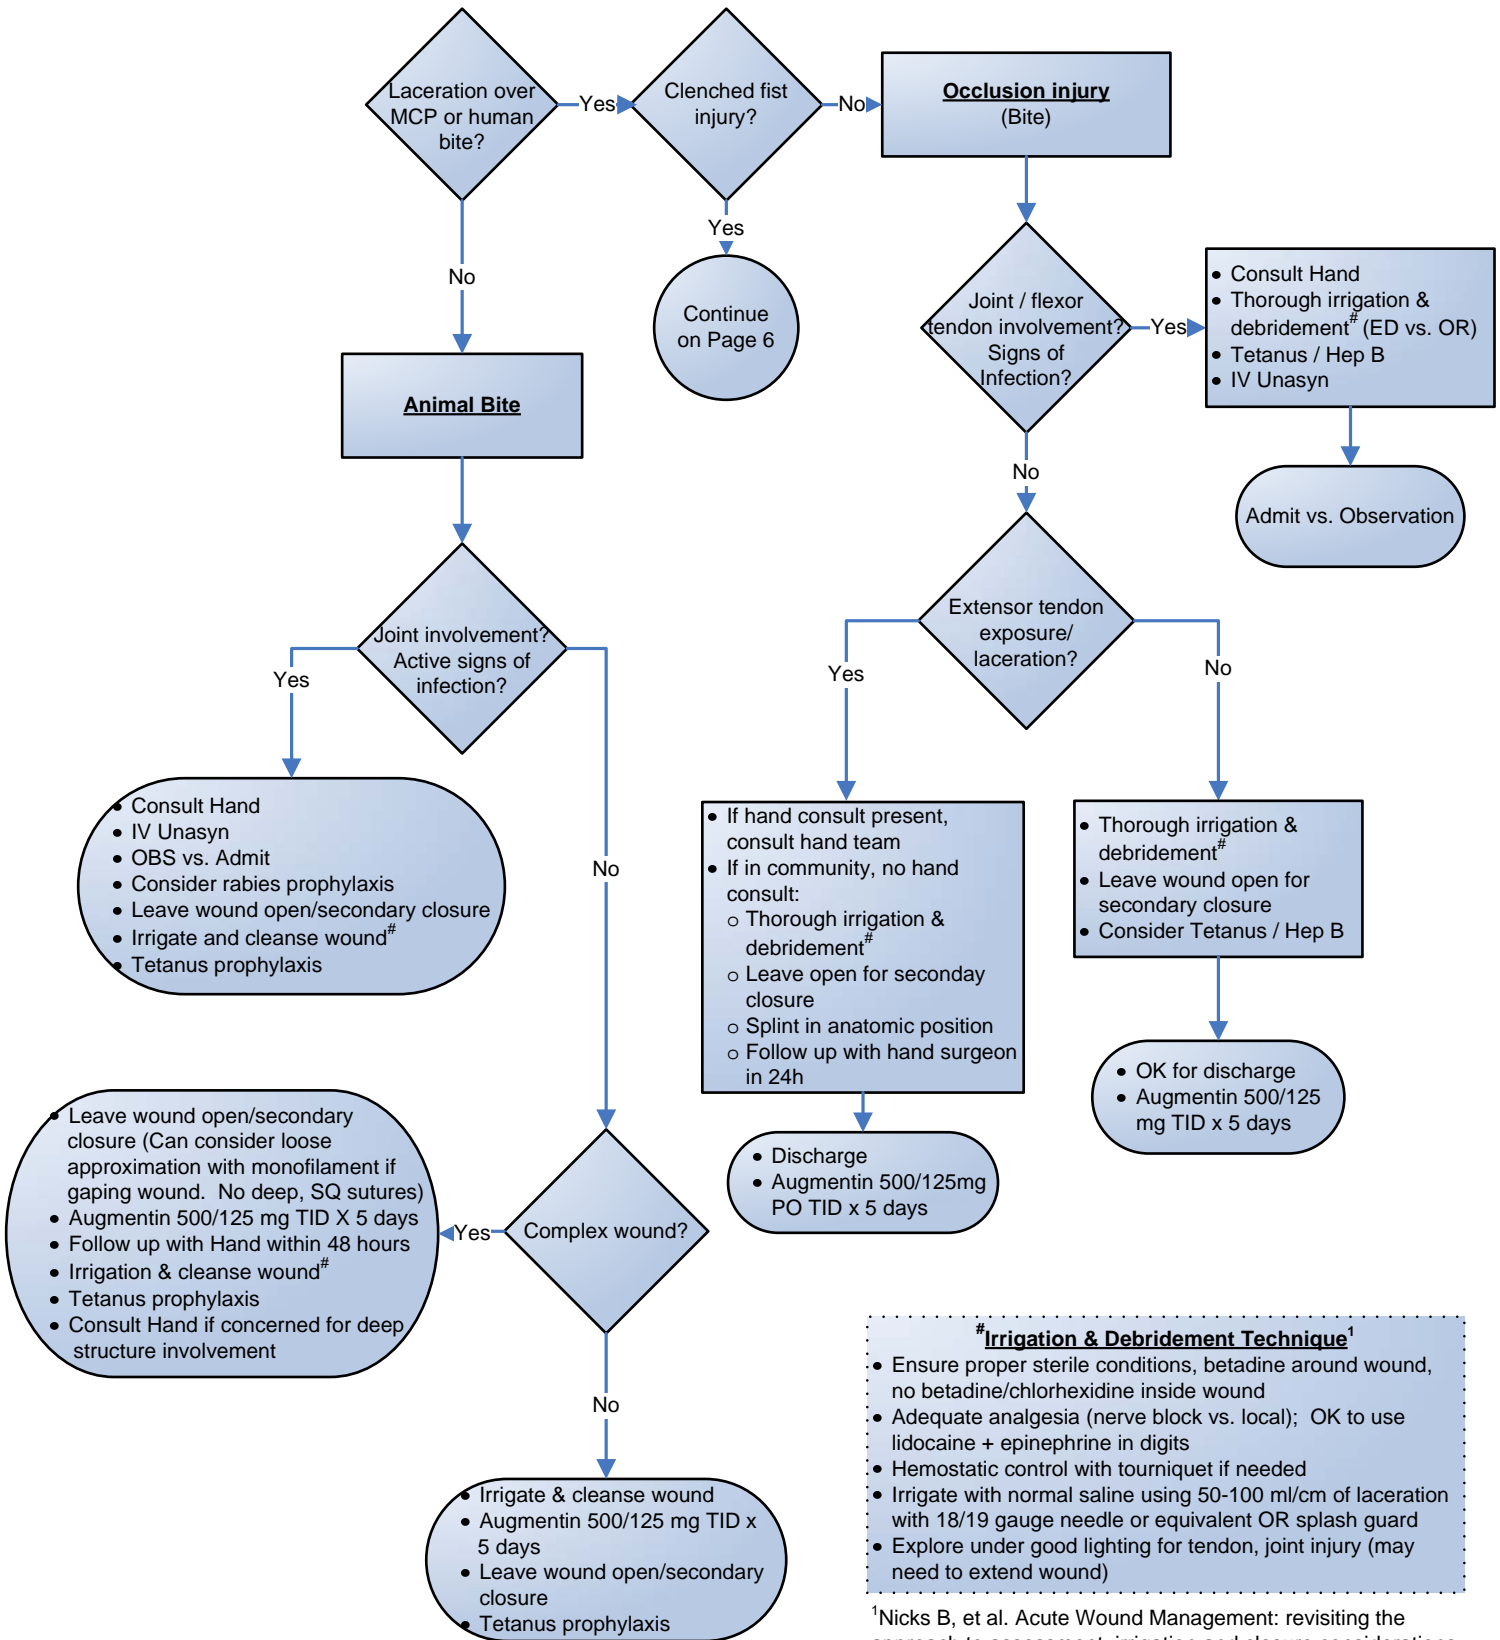 Laceration over
MCP or human
bite?
Yes
Clenched fist
injury?
No
Occlusion injury
(Bite)
No
Yes
Continue
on Page 6
Animal Bite
Joint / flexor
tendon involvement?
Signs of
Infection?
Yes
• Consult Hand
• Thorough irrigation &
debridement# (ED vs. OR)
• Tetanus / Hep B
• IV Unasyn
Admit vs. Observation
No
Extensor tendon
exposure/
laceration?
Yes
No
Joint involvement?
Active signs of
infection?
Yes
No
• Consult Hand
• IV Unasyn
• OBS vs. Admit
• Consider rabies prophylaxis
• Leave wound open/secondary closure
• Irrigate and cleanse wound#
• Tetanus prophylaxis
• If hand consult present,
consult hand team
• If in community, no hand
consult:
o Thorough irrigation &
debridement#
o Leave open for seconday
closure
o Splint in anatomic position
o Follow up with hand surgeon
in 24h
• Thorough irrigation &
debridement#
• Leave wound open for
secondary closure
• Consider Tetanus / Hep B
• OK for discharge
• Augmentin 500/125
mg TID x 5 days
• Discharge
• Augmentin 500/125mg
PO TID x 5 days
• Leave wound open/secondary
closure (Can consider loose
approximation with monofilament if
gaping wound.  No deep, SQ sutures)
• Augmentin 500/125 mg TID X 5 days
• Follow up with Hand within 48 hours
• Irrigation & cleanse wound#
• Tetanus prophylaxis
• Consult Hand if concerned for deep
structure involvement
Yes
Complex wound?
No
• Irrigate & cleanse wound
• Augmentin 500/125 mg TID x
5 days
• Leave wound open/secondary
closure
• Tetanus prophylaxis
#Irrigation & Debridement Technique1
• Ensure proper sterile conditions, betadine around wound,
no betadine/chlorhexidine inside wound
• Adequate analgesia (nerve block vs. local);  OK to use
lidocaine + epinephrine in digits
• Hemostatic control with tourniquet if needed
• Irrigate with normal saline using 50-100 ml/cm of laceration
with 18/19 gauge needle or equivalent OR splash guard
• Explore under good lighting for tendon, joint injury (may
need to extend wound)
1Nicks B, et al. Acute Wound Management: revisiting the
approach to assessment, irrigation and closure considerations